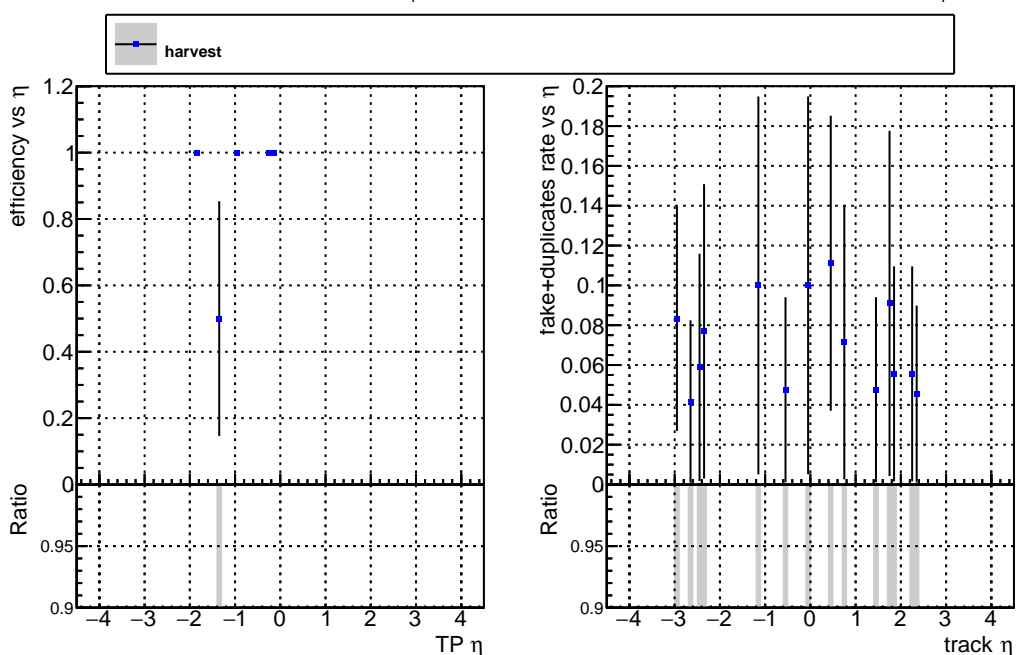 harvest
efficiency vs η
1.2
1
0.8
0.6
0.4
0.2
0
Ratio
0.95
0.9
−4 −3 −2 −1 0 1 2 3 4
TP η
fake+duplicates rate vs η
0.2
0.18
0.16
0.14
0.12
0.1
0.08
0.06
0.04
0.02
0
Ratio
0.95
0.9
−4 −3 −2 −1 0 1 2 3 4
track η